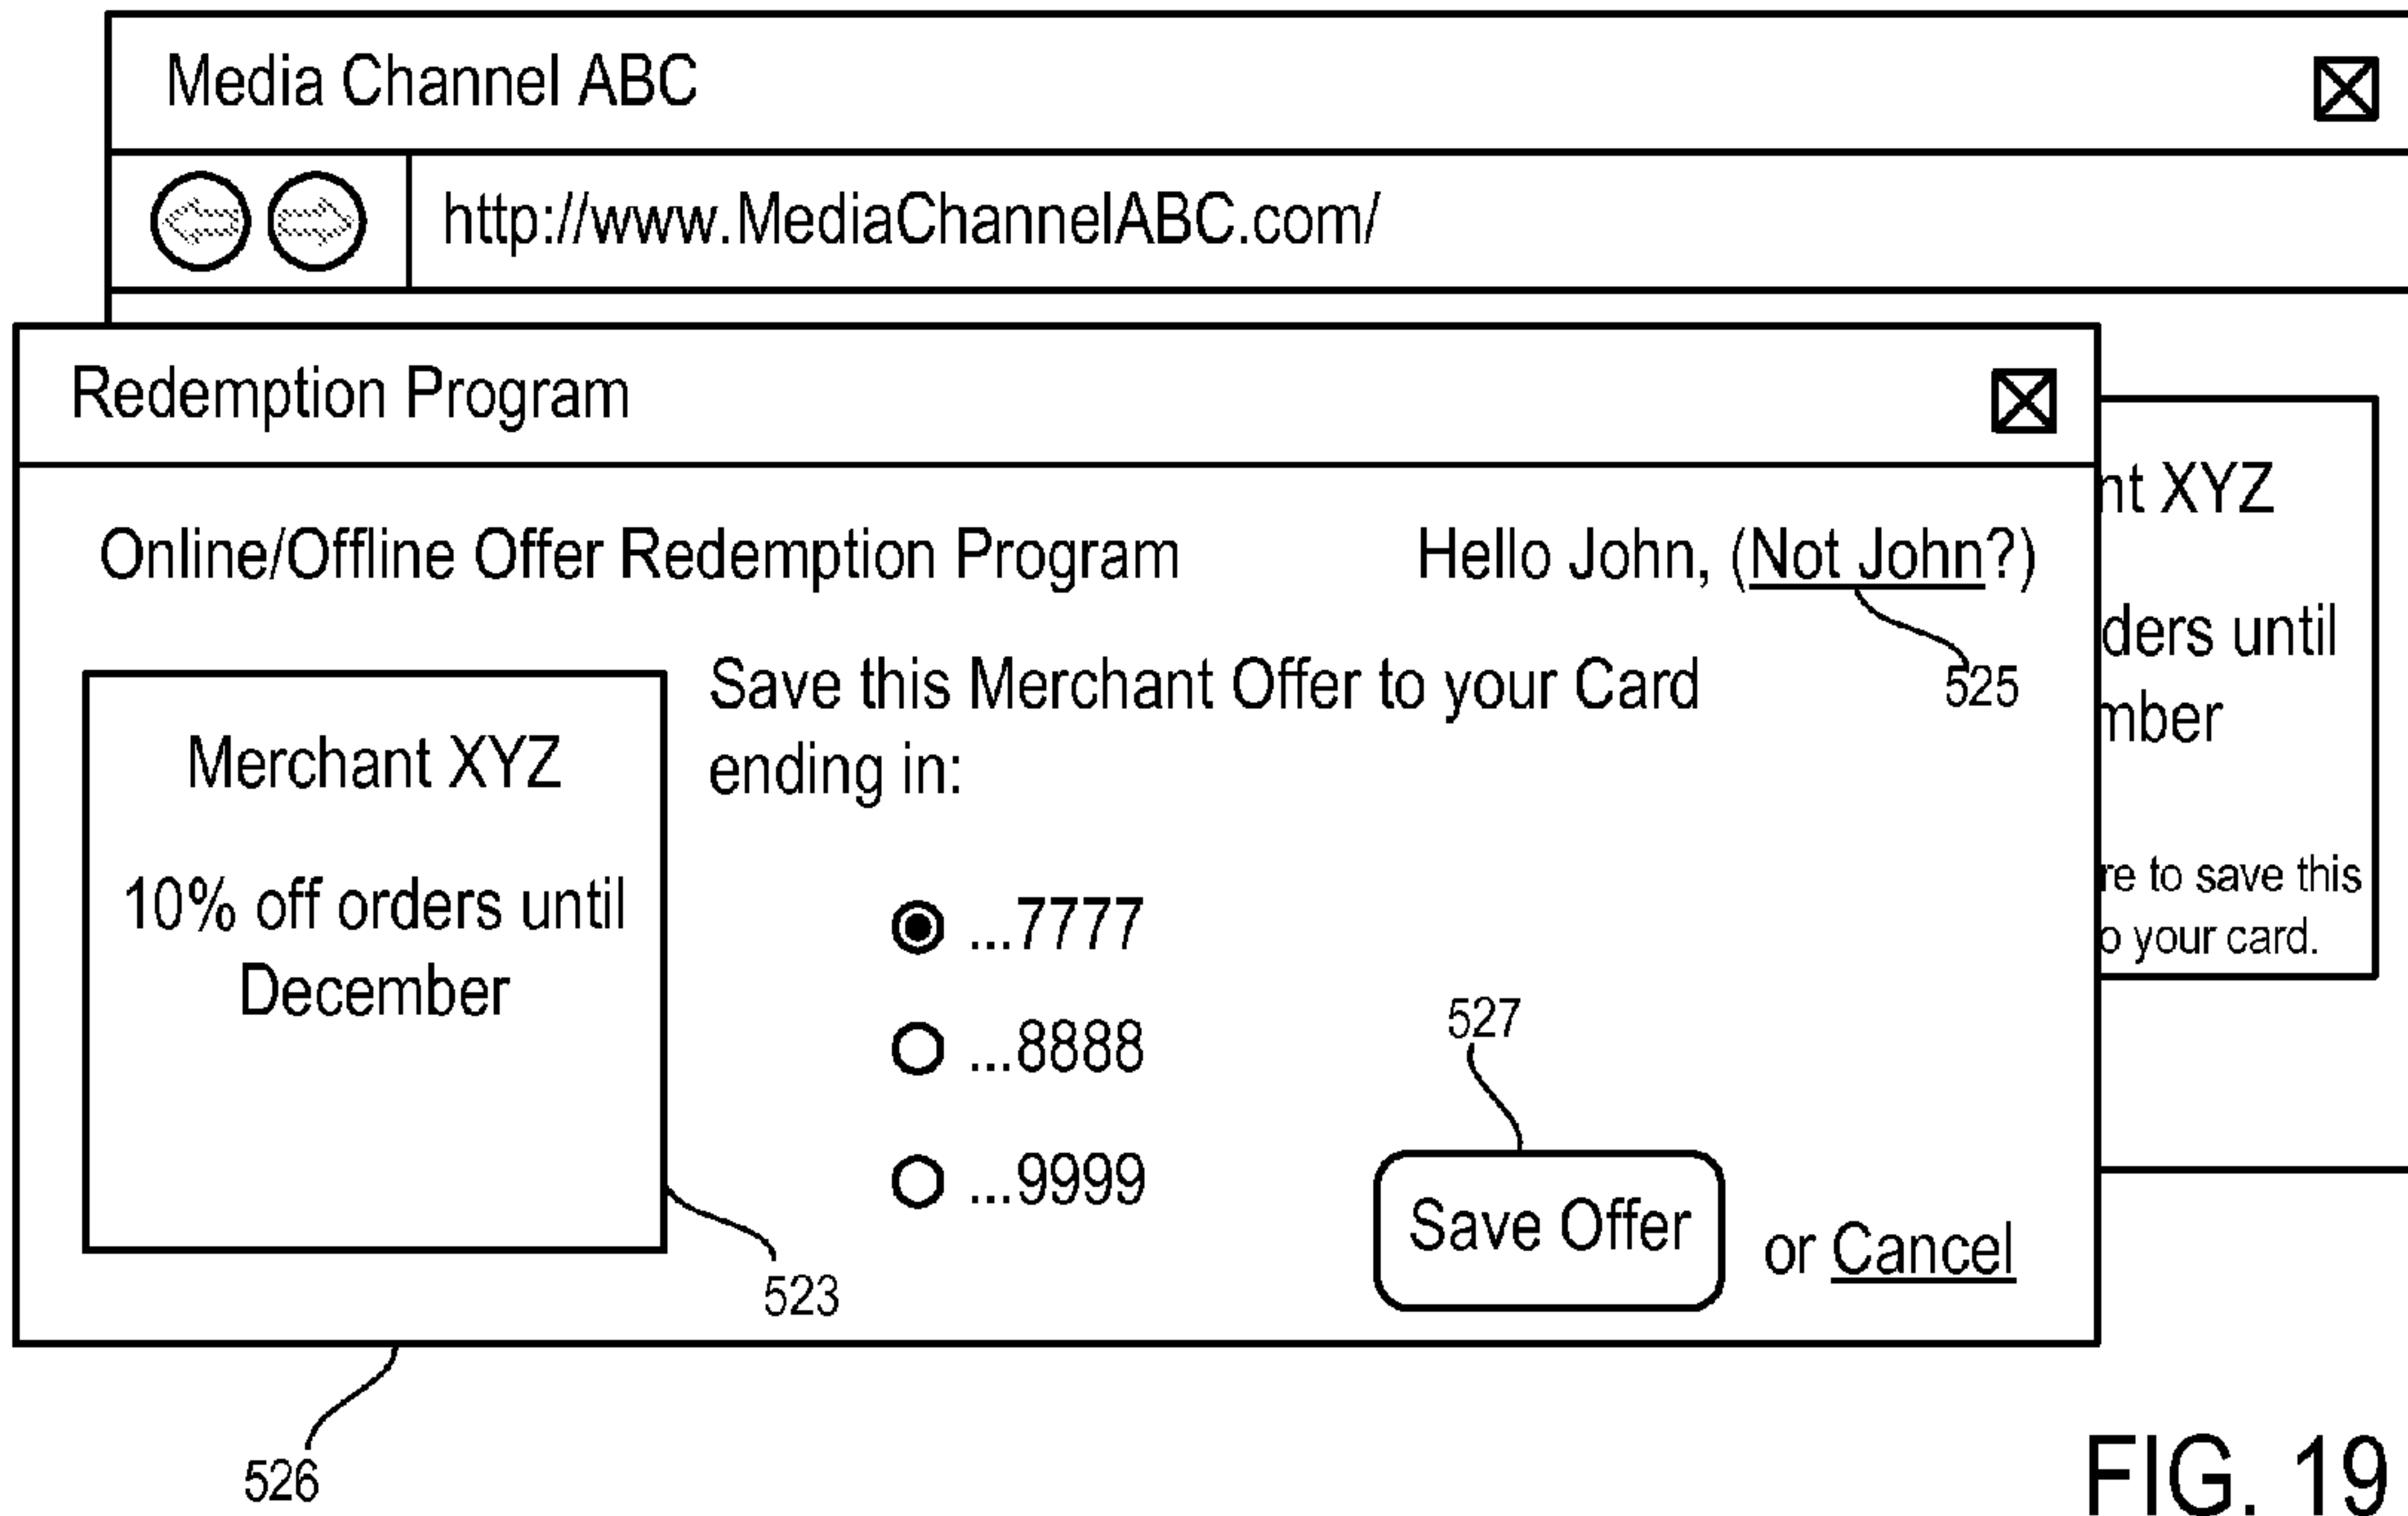 Media Channel ABC
http://www.MediaChannelABC.com/
Redemption Program
Online/Offline Offer Redemption Program
Hello John, (Not John?)
525
Merchant XYZ
10% off orders until
December
523
Save this Merchant Offer to your Card
ending in:
...7777
...8888
...9999
527
Save Offer
or Cancel
nt XYZ
ders until
mber
re to save this
o your card.
526
FIG. 19